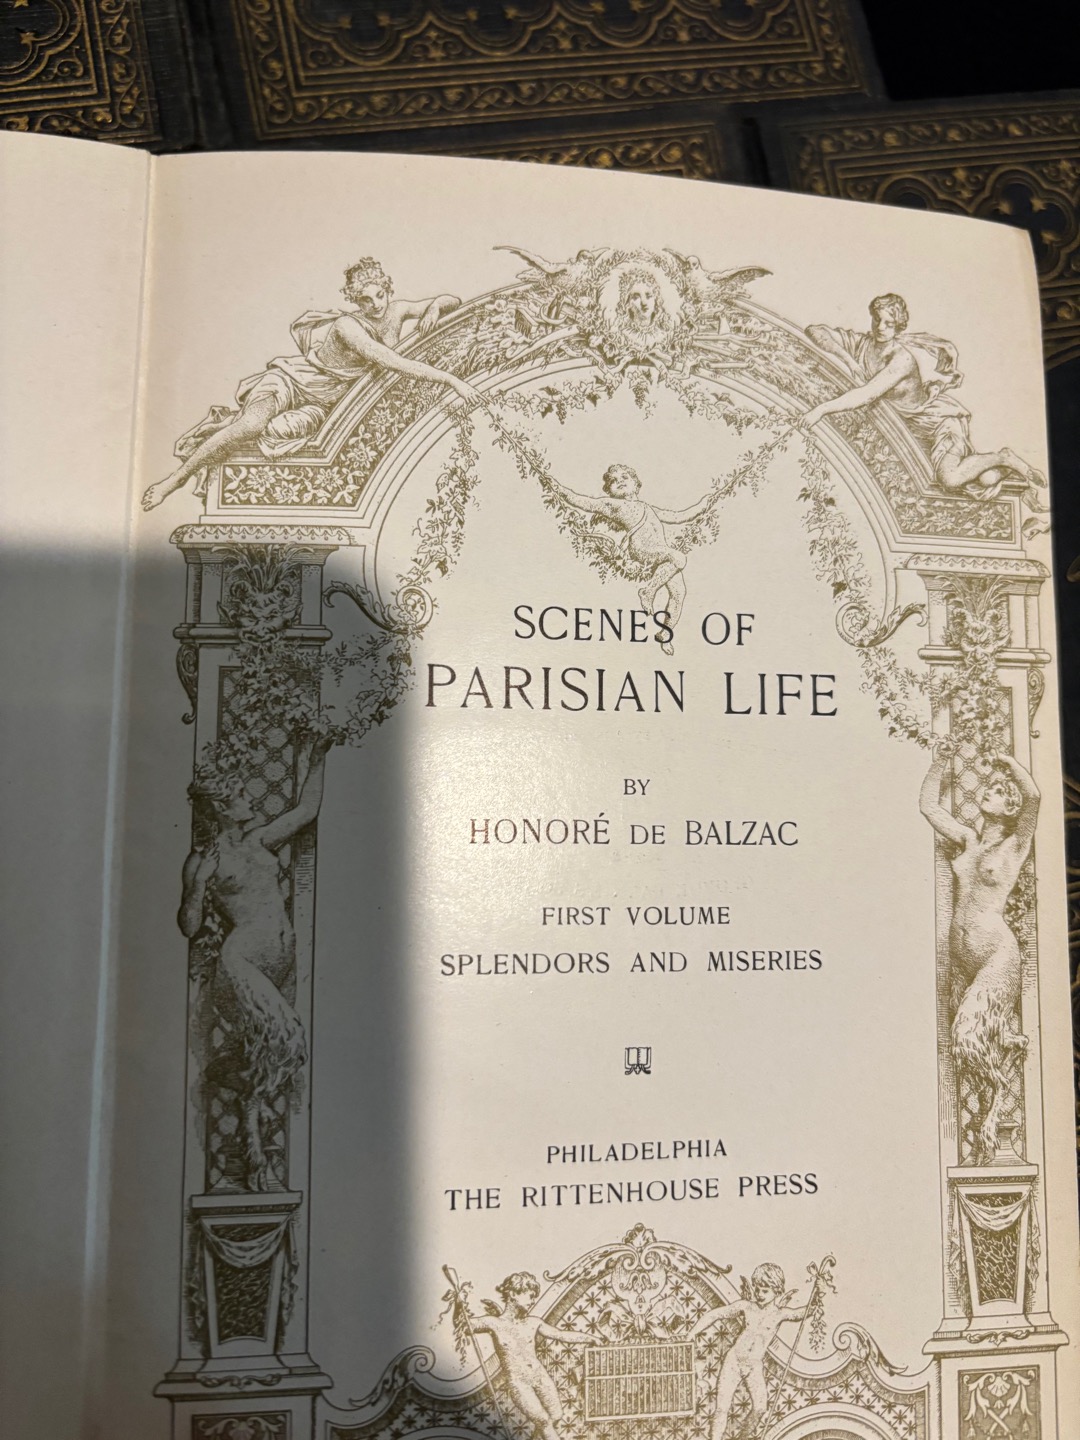 SCENES OF
PARISIAN LIFE
BY
HONORÉ DE BALZAC
FIRST VOLUME
SPLENDORS AND MISERIES
PHILADELPHIA
THE RITTENHOUSE PRESS